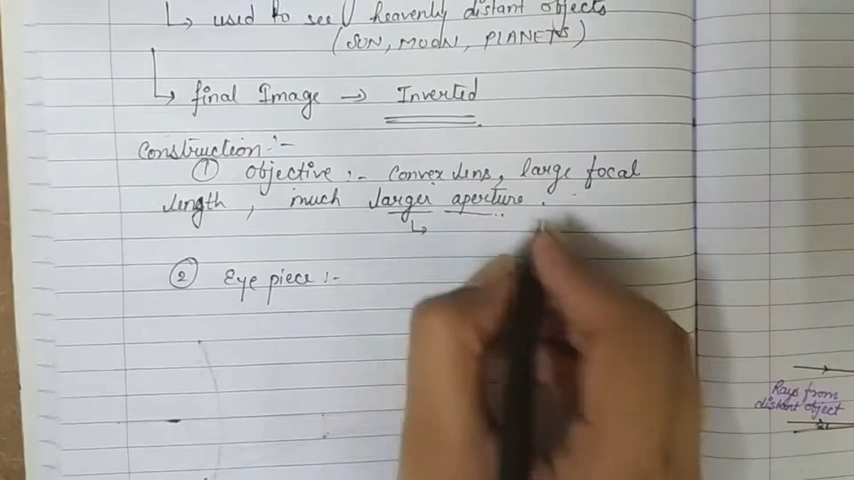 ↳ used to see heavenly distant objects
(SUN, MOON, PLANETS)
↳ final Image → Inverted
Construction:-
① Objective :- Convex lens, large focal
length, much larger aperture.
↳
② Eye piece :-
Rays from
distant object